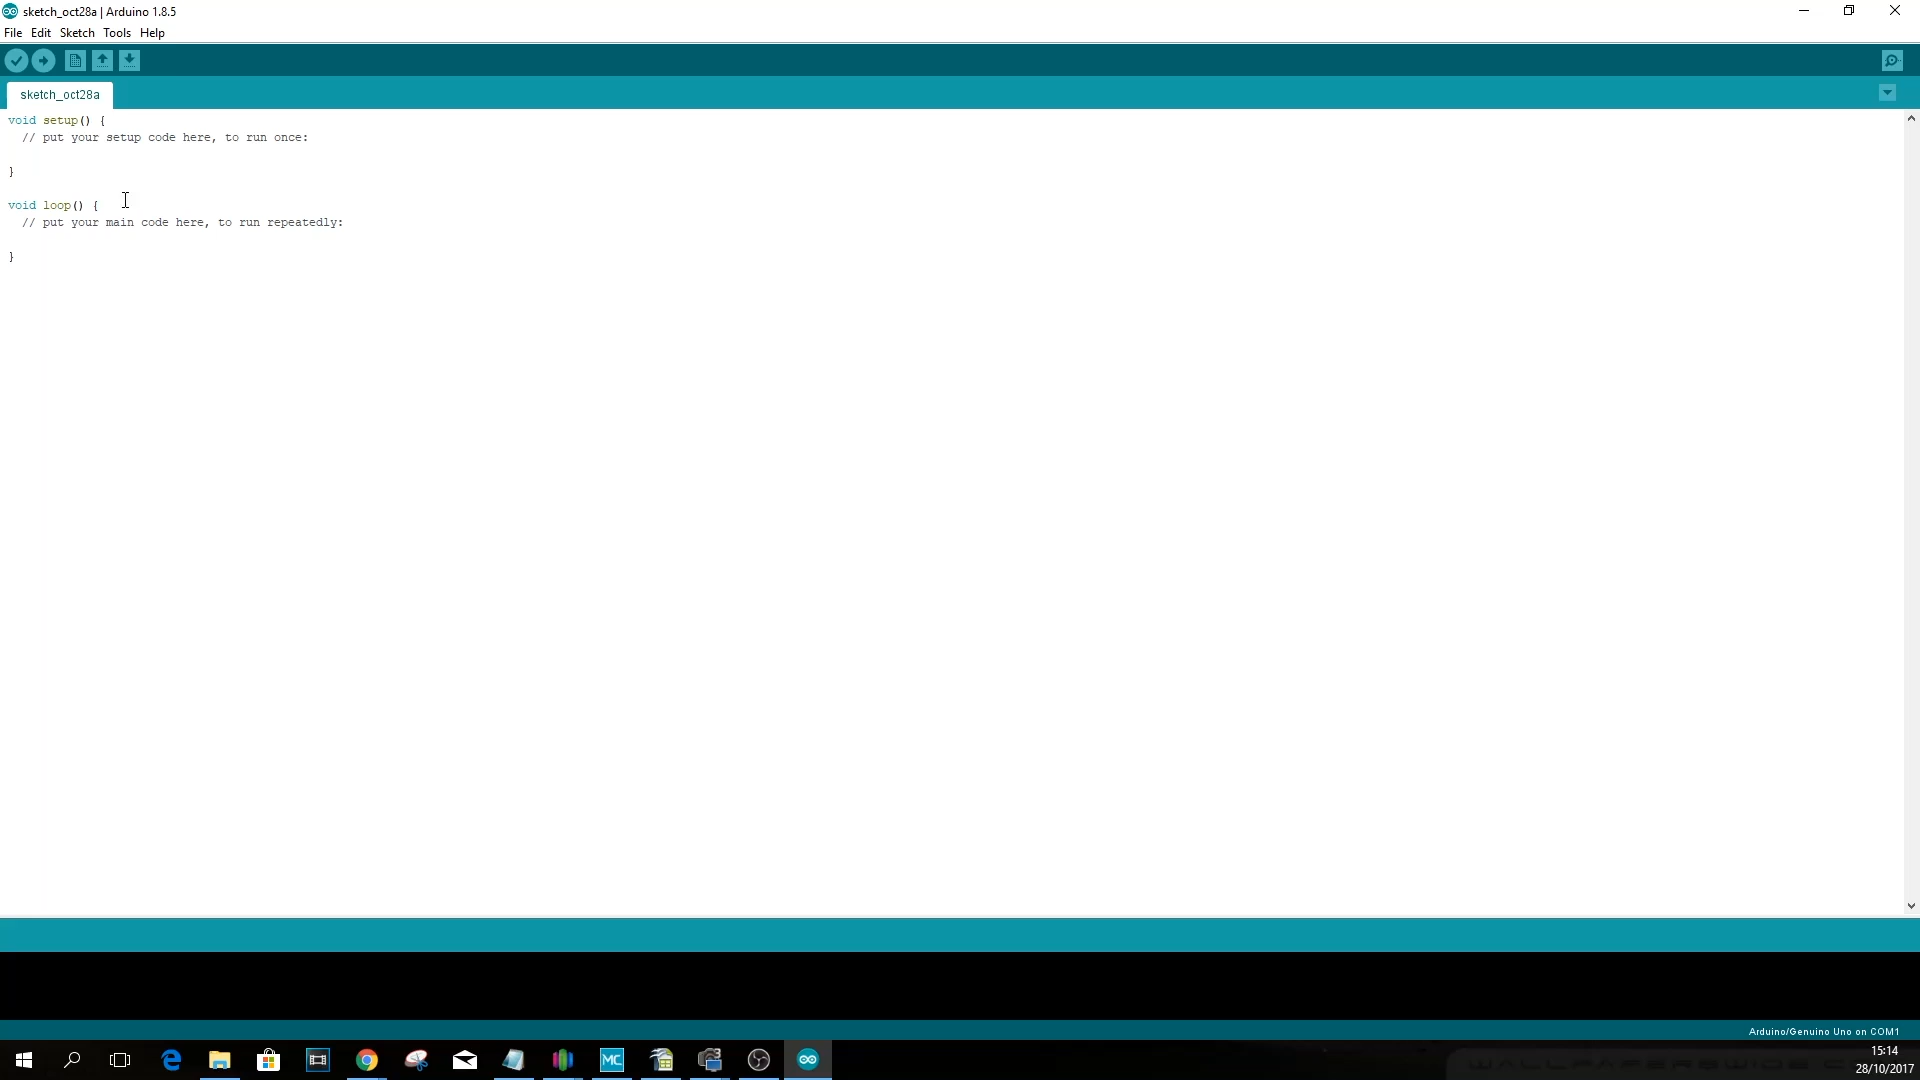 sketch_oct28a | Arduino 1.8.5
File Edit Sketch Tools Help
sketch_oct28a
void setup() {
  // put your setup code here, to run once:
}
void loop() {
  // put your main code here, to run repeatedly:
}
Arduino/Genuino Uno on COM1
MC
15:14
28/10/2017